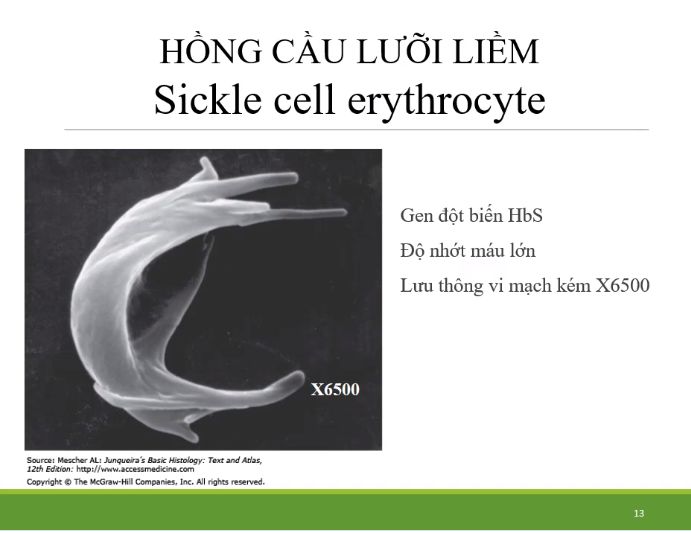 HỒNG CẦU LƯỠI LIỀM
Sickle cell erythrocyte
Gen đột biến HbS
Độ nhớt máu lớn
Lưu thông vi mạch kém X6500
X6500
Source: Mescher AL: Junqueira's Basic Histology: Text and Atlas,
12th Edition: http://www.accessmedicine.com
Copyright © The McGraw-Hill Companies, Inc. All rights reserved.
13